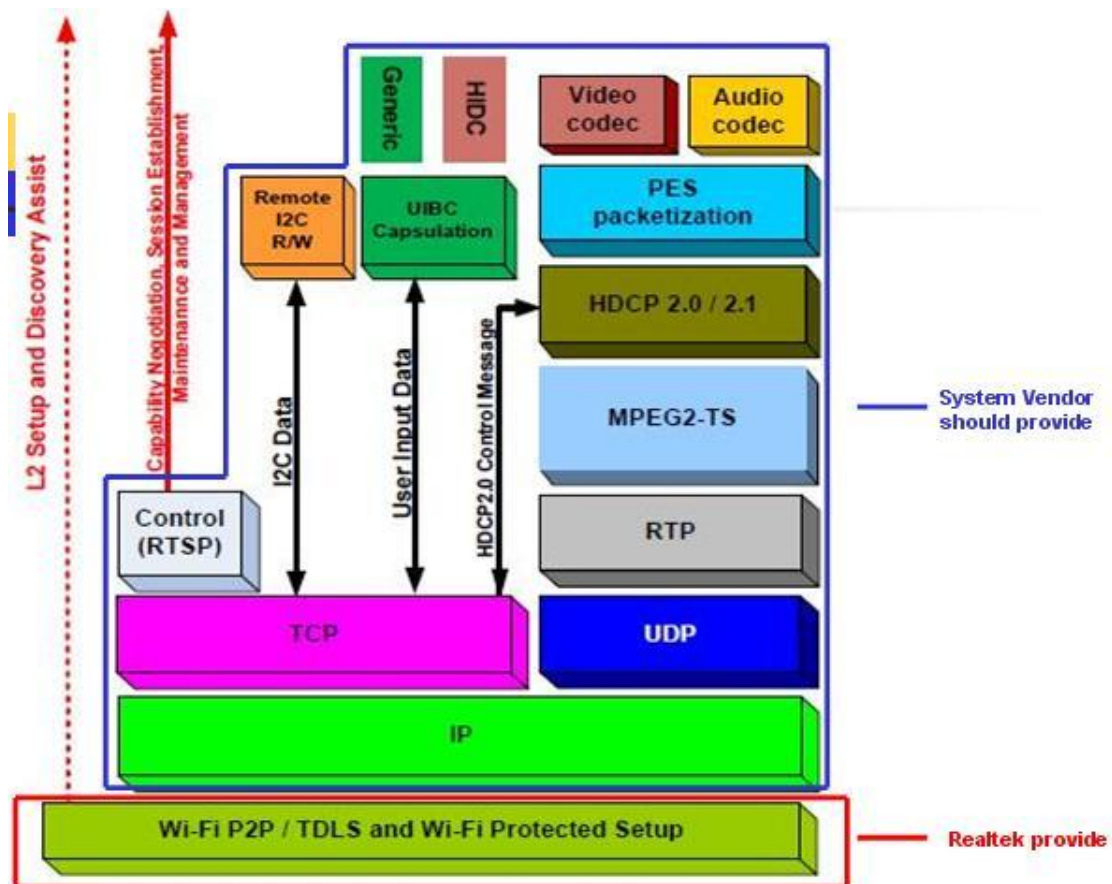 L2 Setup and Discovery Assist
Capability Negotiation, Session Establishment,
Maintenannce and Management
Generic
HIDC
Video
codec
Audio
codec
Remote
I2C
R/W
UIBC
Capsulation
PES
packetization
HDCP 2.0 / 2.1
I2C Data
User Input Data
HDCP2.0 Control Message
MPEG2-TS
System Vendor
should provide
Control
(RTSP)
RTP
TCP
UDP
IP
Wi-Fi P2P / TDLS and Wi-Fi Protected Setup
Realtek provide